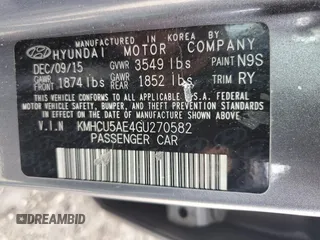 MANUFACTURED IN KOREA BY
HYUNDAI MOTOR COMPANY
DEC/09/15 GVWR 3549 lbs PAINT N9S
GAWR FRONT 1874 lbs GAWR REAR 1852 lbs TRIM RY
THIS VEHICLE CONFORMS TO ALL APPLICABLE FEDERAL
MOTOR VEHICLE SAFETY, BUMPER, AND THEFT PREVENTION
STANDARDS IN EFFECT ON THE DATE OF MANUFACTURE SHOWN ABOVE.
V.I.N KMHCU5AE4GU270582
PASSENGER CAR
U.S.A
DREAMBID